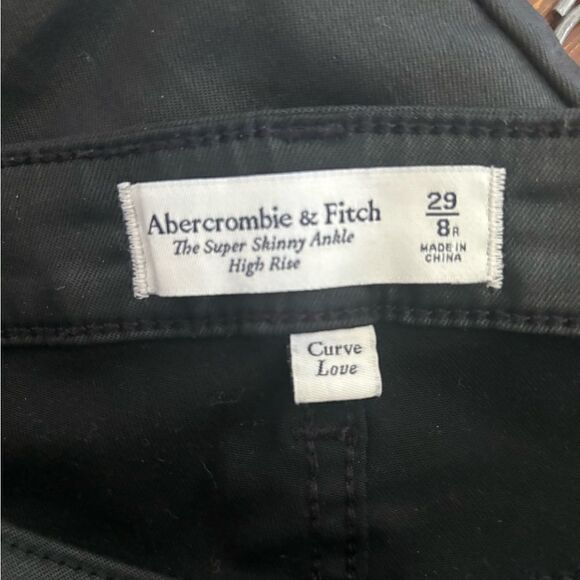 Abercrombie & Fitch
The Super Skinny Ankle
High Rise
29
8R
MADE IN
CHINA
Curve
Love